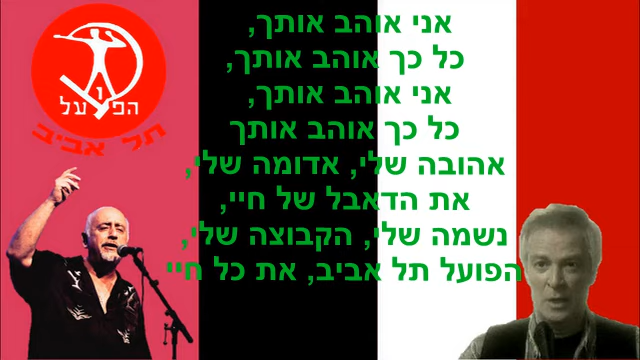 הפועל
תל אביב
אני אוהב אותך,
כל כך אוהב אותך,
אני אוהב אותך,
כל כך אוהב אותך
אהובה שלי, אדומה שלי,
את הדאבל של חיי,
נשמה שלי, הקבוצה שלי,
הפועל תל אביב, את כל חיי